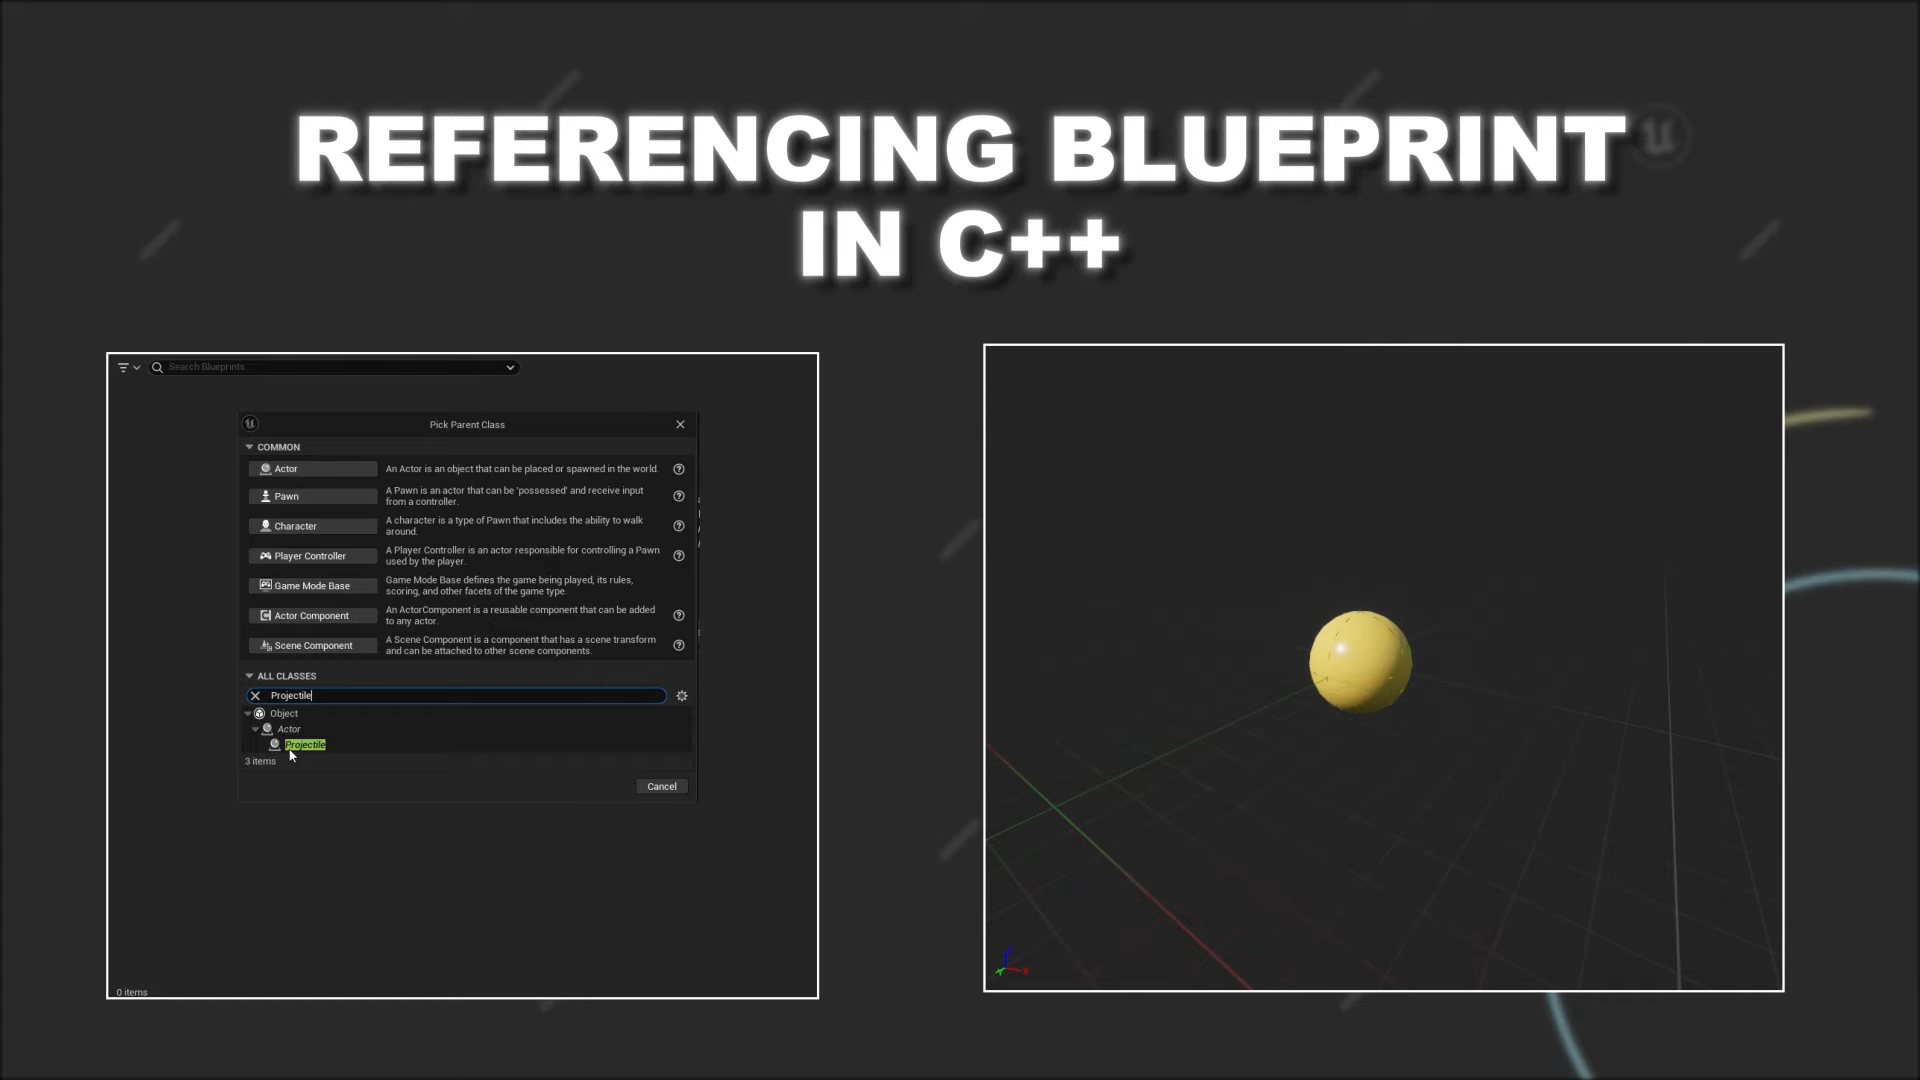 REFERENCING BLUEPRINT
IN C++
Search Blueprints
Pick Parent Class
COMMON
Actor
An Actor is an object that can be placed or spawned in the world.
Pawn
A Pawn is an actor that can be 'possessed' and receive input
from a controller.
Character
A character is a type of Pawn that includes the ability to walk
around.
Player Controller
A Player Controller is an actor responsible for controlling a Pawn
used by the player.
Game Mode Base
Game Mode Base defines the game being played, its rules,
scoring, and other facets of the game type.
Actor Component
An ActorComponent is a reusable component that can be added
to any actor.
Scene Component
A Scene Component is a component that has a scene transform
and can be attached to other scene components.
ALL CLASSES
Projectile
Object
Actor
Projectile
3 items
Cancel
0 items